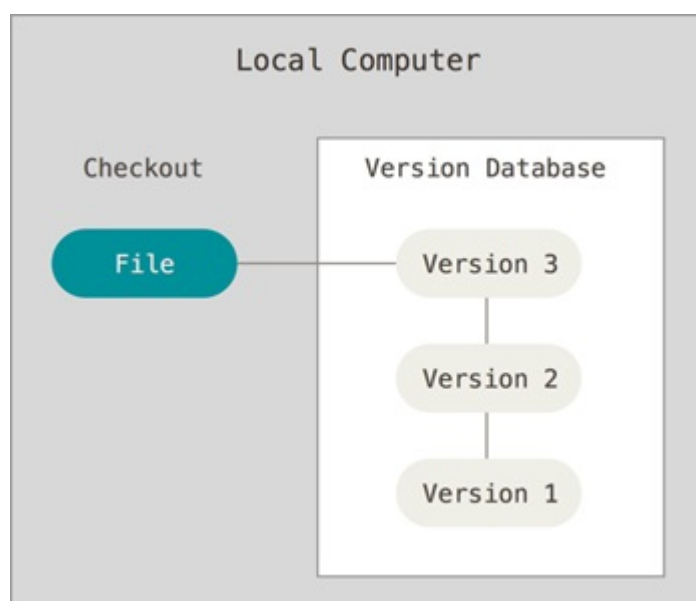 Local Computer
Checkout
Version Database
File
Version 3
Version 2
Version 1